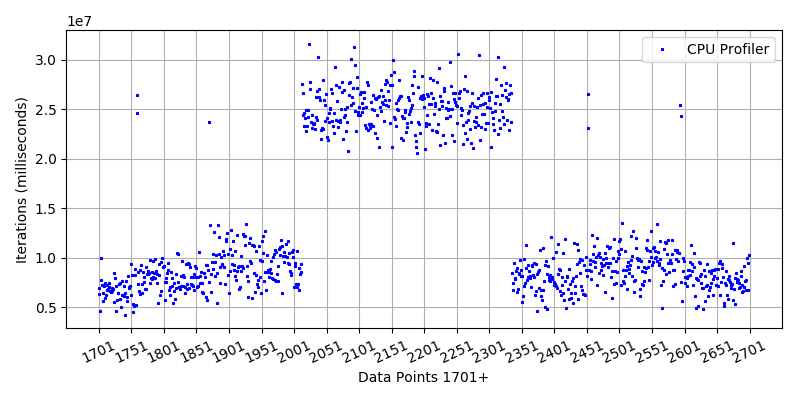 1e7
CPU Profiler
3.0
2.5
2.0
1.5
1.0
0.5
Iterations (milliseconds)
1701 1751 1801 1851 1901 1951 2001 2051 2101 2151 2201 2251 2301 2351 2401 2451 2501 2551 2601 2651 2701
Data Points 1701+